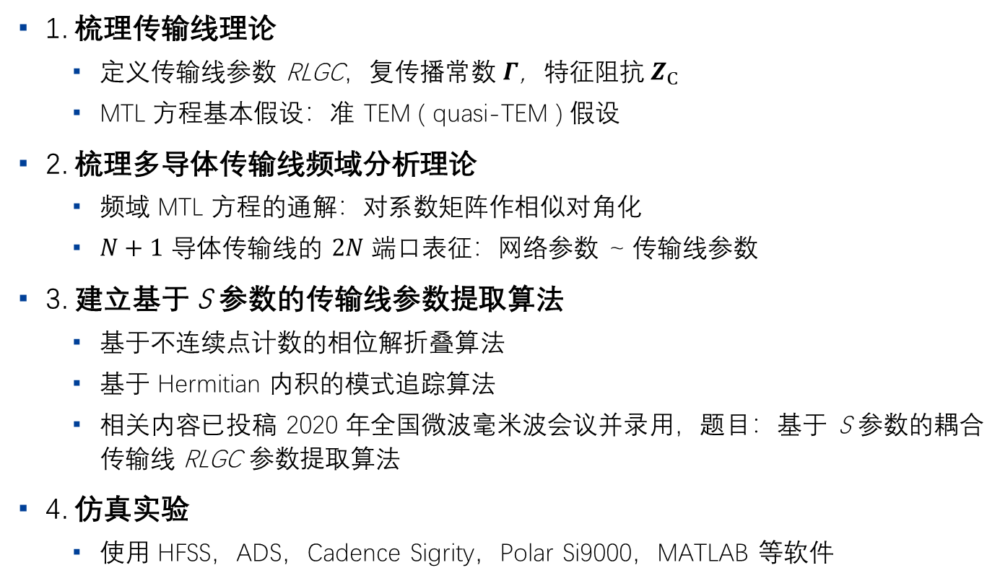 ▪ 1. 梳理传输线理论
▪ 定义传输线参数 RLGC，复传播常数 Γ，特征阻抗 Z_C
▪ MTL 方程基本假设：准 TEM ( quasi-TEM ) 假设
▪ 2. 梳理多导体传输线频域分析理论
▪ 频域 MTL 方程的通解：对系数矩阵作相似对角化
▪ N + 1 导体传输线的 2N 端口表征：网络参数 ~ 传输线参数
▪ 3. 建立基于 S 参数的传输线参数提取算法
▪ 基于不连续点计数的相位解折叠算法
▪ 基于 Hermitian 内积的模式追踪算法
▪ 相关内容已投稿 2020 年全国微波毫米波会议并录用，题目：基于 S 参数的耦合
传输线 RLGC 参数提取算法
▪ 4. 仿真实验
▪ 使用 HFSS，ADS，Cadence Sigrity，Polar Si9000，MATLAB 等软件